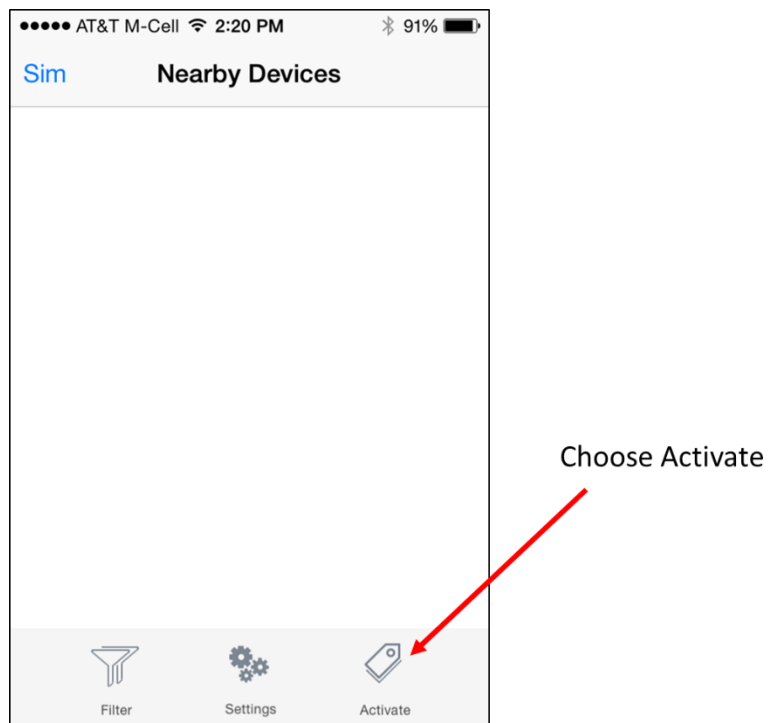 AT&T M-Cell 2:20 PM 91%
Sim Nearby Devices
Choose Activate
Filter Settings Activate